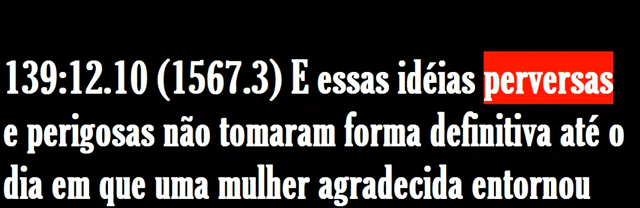 139:12.10 (1567.3) E essas idéias perversas
e perigosas não tomaram forma definitiva até o
dia em que uma mulher agradecida entornou